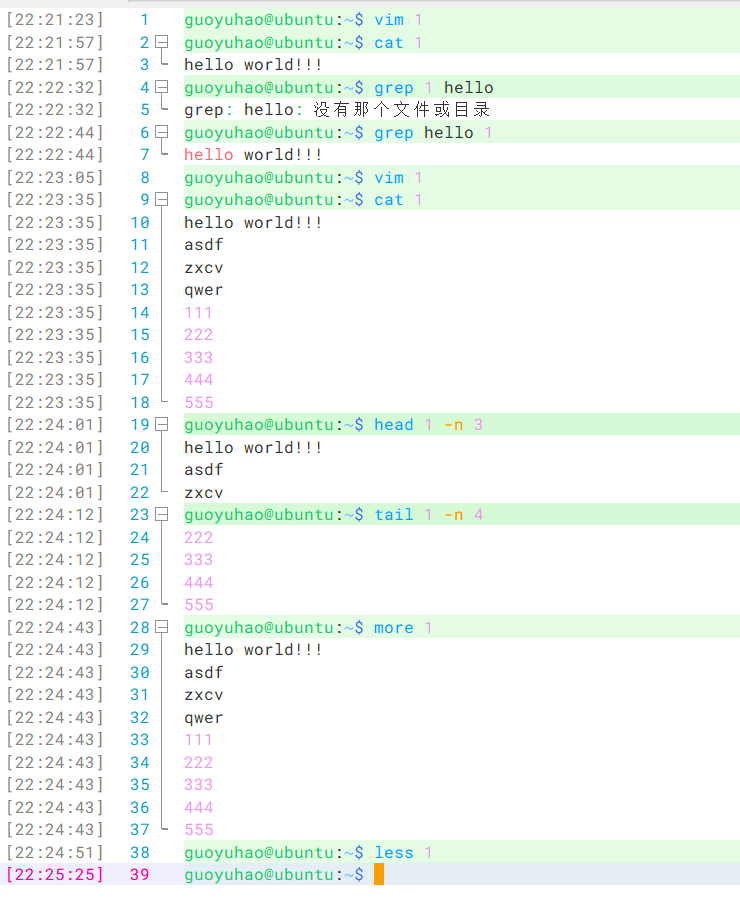 [22:21:23] 1 guoyuhao@ubuntu:~$ vim 1
[22:21:57] 2 guoyuhao@ubuntu:~$ cat 1
[22:21:57] 3 hello world!!!
[22:22:32] 4 guoyuhao@ubuntu:~$ grep 1 hello
[22:22:32] 5 grep: hello: 没有那个文件或目录
[22:22:44] 6 guoyuhao@ubuntu:~$ grep hello 1
[22:22:44] 7 hello world!!!
[22:23:05] 8 guoyuhao@ubuntu:~$ vim 1
[22:23:35] 9 guoyuhao@ubuntu:~$ cat 1
[22:23:35] 10 hello world!!!
[22:23:35] 11 asdf
[22:23:35] 12 zxcv
[22:23:35] 13 qwer
[22:23:35] 14 111
[22:23:35] 15 222
[22:23:35] 16 333
[22:23:35] 17 444
[22:23:35] 18 555
[22:24:01] 19 guoyuhao@ubuntu:~$ head 1 -n 3
[22:24:01] 20 hello world!!!
[22:24:01] 21 asdf
[22:24:01] 22 zxcv
[22:24:12] 23 guoyuhao@ubuntu:~$ tail 1 -n 4
[22:24:12] 24 222
[22:24:12] 25 333
[22:24:12] 26 444
[22:24:12] 27 555
[22:24:43] 28 guoyuhao@ubuntu:~$ more 1
[22:24:43] 29 hello world!!!
[22:24:43] 30 asdf
[22:24:43] 31 zxcv
[22:24:43] 32 qwer
[22:24:43] 33 111
[22:24:43] 34 222
[22:24:43] 35 333
[22:24:43] 36 444
[22:24:43] 37 555
[22:24:51] 38 guoyuhao@ubuntu:~$ less 1
[22:25:25] 39 guoyuhao@ubuntu:~$